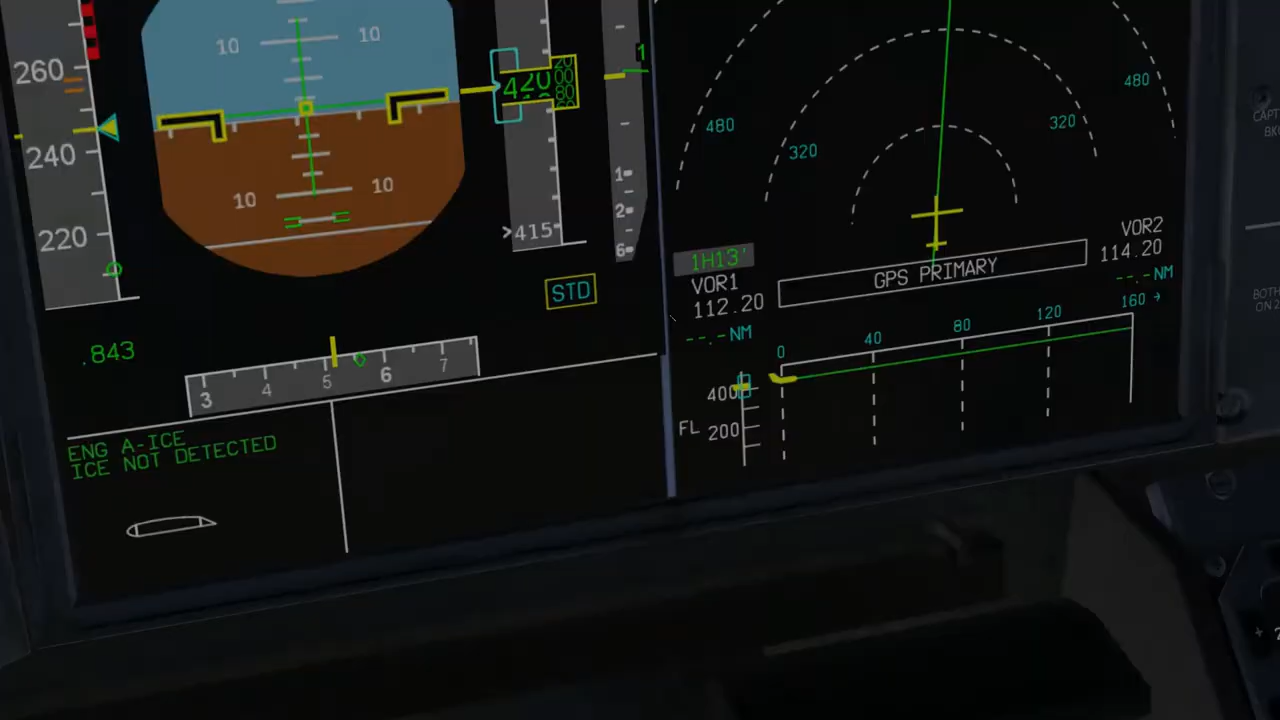 260
240
220
10 10
10 10
420
20
00
80
1
1
2
6
>415
STD
.843
3 4 5 6 7
ENG A-ICE
ICE NOT DETECTED
480 480
320 320
1H13'
VOR1
112.20
--.-NM
GPS PRIMARY
VOR2
114.20
--.-NM
0 40 80 120 160
400
FL 200